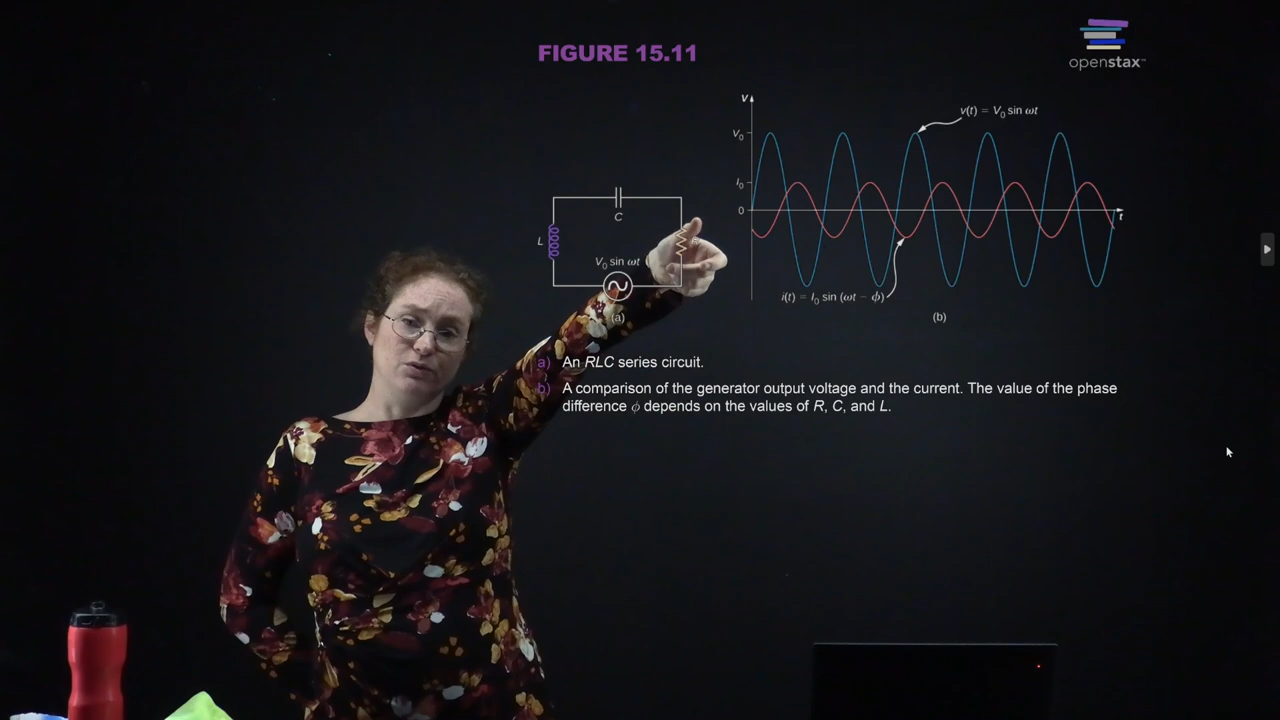 FIGURE 15.11
openstax™
V
V₀
v(t) = V₀ sin ωt
I₀
0
t
C
L
V₀ sin ωt
i(t) = I₀ sin (ωt − ϕ)
(a)
(b)
a) An RLC series circuit.
b) A comparison of the generator output voltage and the current. The value of the phase
difference ϕ depends on the values of R, C, and L.